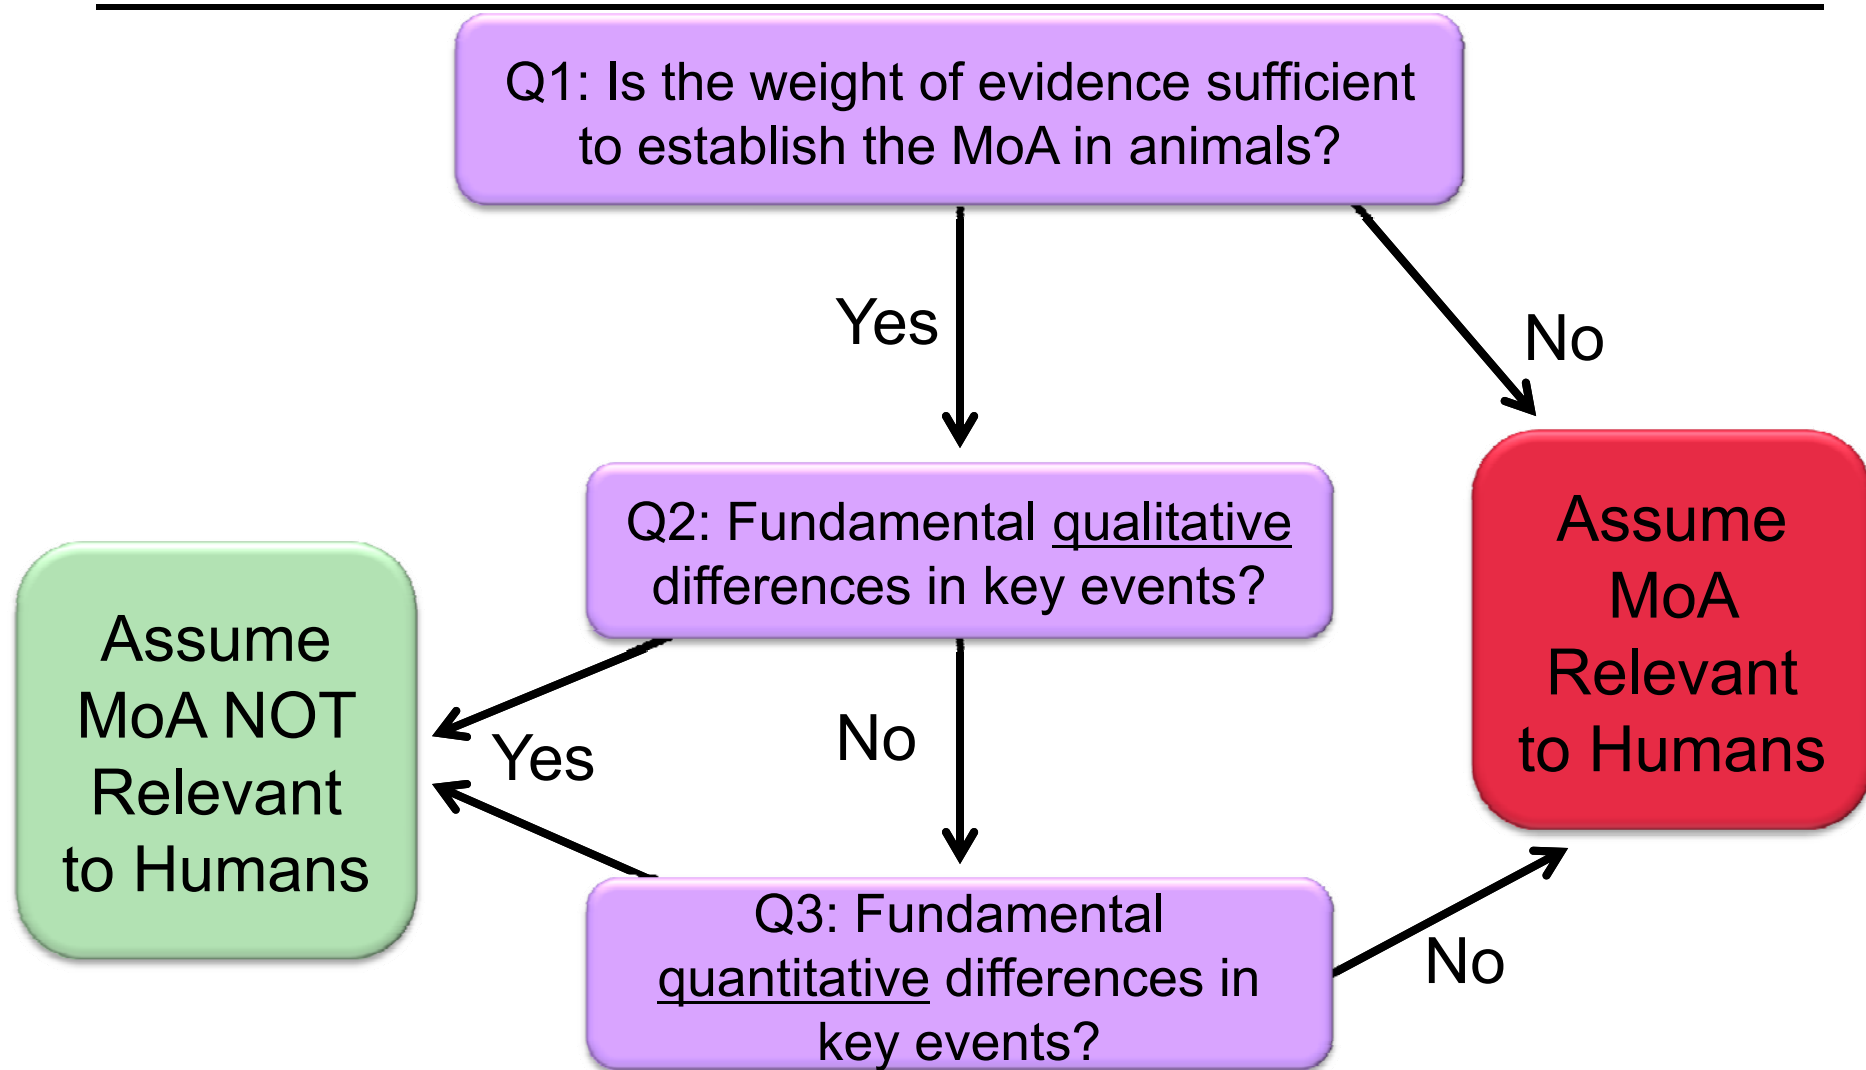 Q1: Is the weight of evidence sufficient
to establish the MoA in animals?
Yes
No
Q2: Fundamental qualitative
differences in key events?
Assume
MoA
Relevant
to Humans
Assume
MoA NOT
Relevant
to Humans
Yes
No
Q3: Fundamental
quantitative differences in
key events?
No